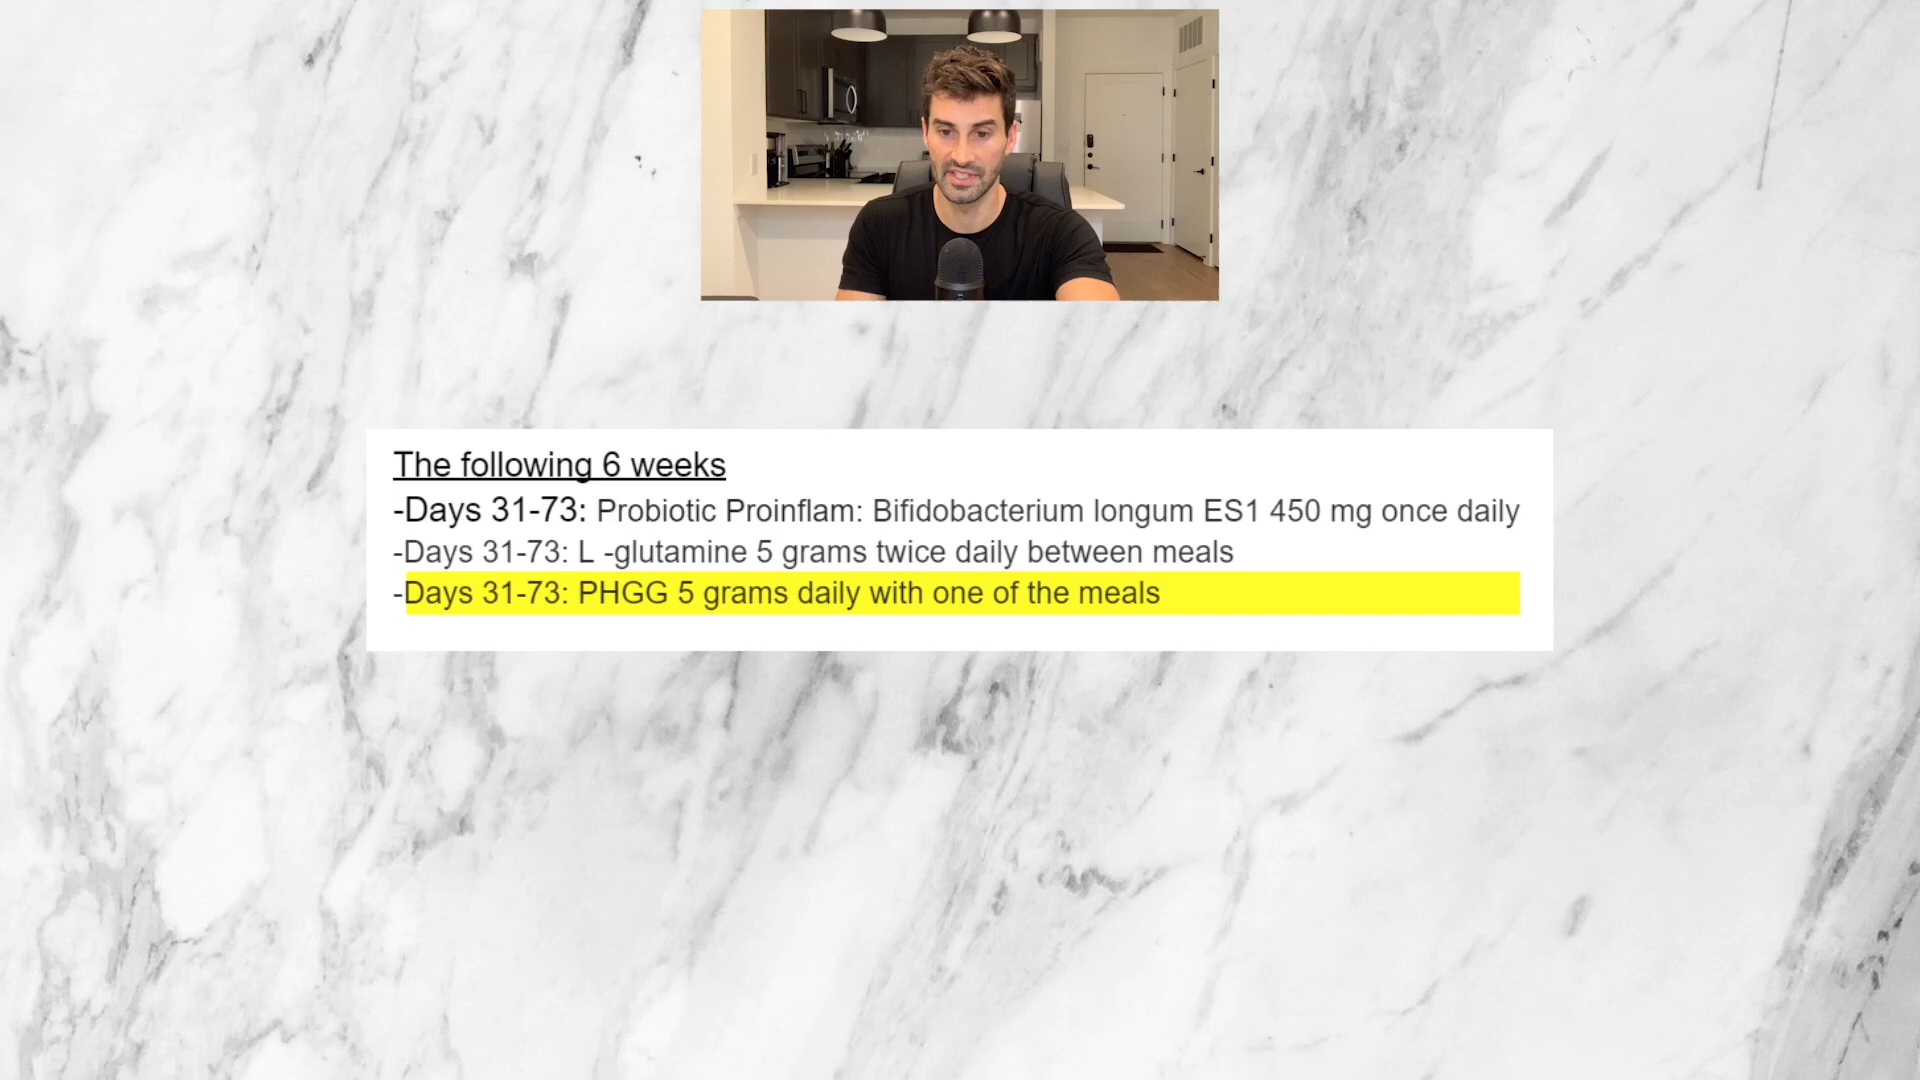 The following 6 weeks
-Days 31-73: Probiotic Proinflam: Bifidobacterium longum ES1 450 mg once daily
-Days 31-73: L -glutamine 5 grams twice daily between meals
-Days 31-73: PHGG 5 grams daily with one of the meals